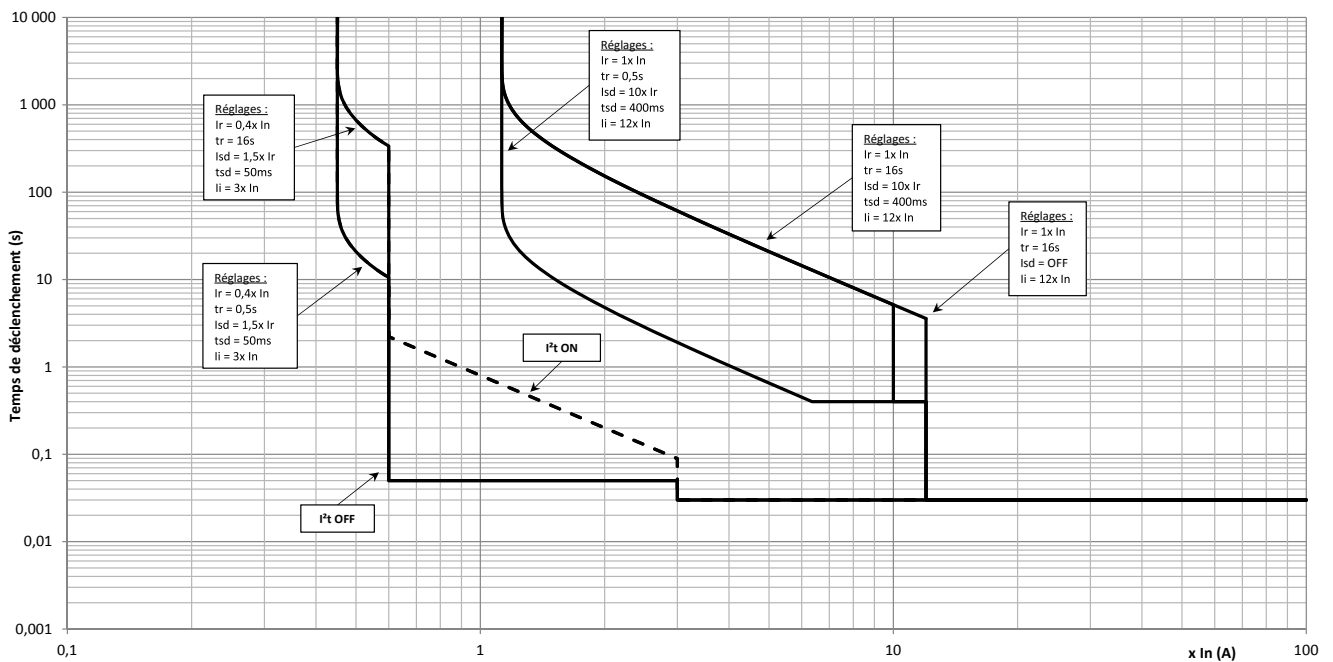 10 000
1 000
100
10
1
0,1
0,01
0,001
Temps de déclenchement (s)
0,1
1
10
100
x In (A)
Réglages :
Ir = 0,4x In
tr = 16s
Isd = 1,5x Ir
tsd = 50ms
Ii = 3x In
Réglages :
Ir = 0,4x In
tr = 0,5s
Isd = 1,5x Ir
tsd = 50ms
Ii = 3x In
Réglages :
Ir = 1x In
tr = 0,5s
Isd = 10x Ir
tsd = 400ms
Ii = 12x In
Réglages :
Ir = 1x In
tr = 16s
Isd = 10x Ir
tsd = 400ms
Ii = 12x In
Réglages :
Ir = 1x In
tr = 16s
Isd = OFF
Ii = 12x In
I²t ON
I²t OFF